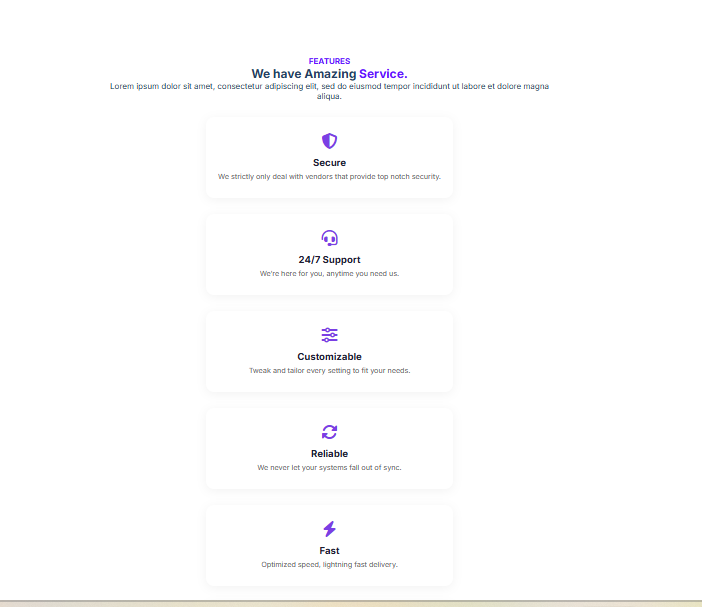 FEATURES
We have Amazing Service.
Lorem ipsum dolor sit amet, consectetur adipiscing elit, sed do eiusmod tempor incididunt ut labore et dolore magna
aliqua.
Secure
We strictly only deal with vendors that provide top notch security.
24/7 Support
We're here for you, anytime you need us.
Customizable
Tweak and tailor every setting to fit your needs.
Reliable
We never let your systems fall out of sync.
Fast
Optimized speed, lightning fast delivery.